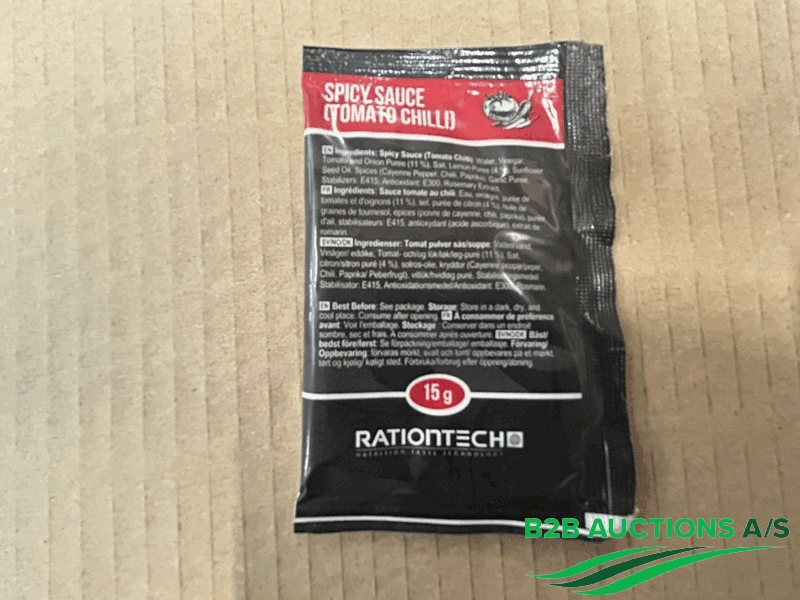 SPICY SAUCE
(TOMATO CHILLI)
EN Ingredients: Spicy Sauce (Tomato Chilli) Water, Vinegar,
Tomato and Onion Puree (11 %), Salt, Lemon Puree (4 %), Sunflower
Seed Oil, Spices (Cayenne Pepper, Chilli, Paprika), Garlic Puree,
Stabilizers: E415, Antioxidant: E300, Rosemary Extract.
FR Ingrédients: Sauce tomate au chili: Eau, vinaigre, purée de
tomates et d'oignons (11 %), sel, purée de citron (4 %), huile de
graines de tournesol, épices (poivre de cayenne, chili, paprika), purée
d'ail, stabilisateurs: E415, antioxydant (acide ascorbique), extrait de
romarin
SV/NO/DK Ingredienser: Tomat pulver sås/suppe:
Vinäger/ eddike, Tomat- och/og lök/løk/løg-puré (11 %), Salt,
citron/sitron puré (4 %), solros-olie, kryddor
Chili, Paprika/ Peberfrugt), vitlök/hvidløg puré, Stabiliseringsmedel/
Stabilisator: E415, Antioxidationsmedel/Antioxidant: E300, Rosmarin.
EN Best Before: See package. Storage: Store in a dark, dry, and
cool place. Consume after opening. FR À consommer de préférence
avant: Voir l'emballage. Stockage : Conserver dans un endroit
sombre, sec et frais. À consommer après ouverture. SV/NO/DK Bäst/
bedst före/først: Se förpackning/emballage/ emballasje. Förvaring/
Oppbevaring: förvaras mörkt, svalt och torrt/ oppbevares på et mørkt,
tørt og kjølig/ køligt sted. Förbruka/forbrug efter öppning/åbning.
15 g
RATIONTECH
NUTRITION TASTE TECHNOLOGY
B2B AUCTIONS A/S